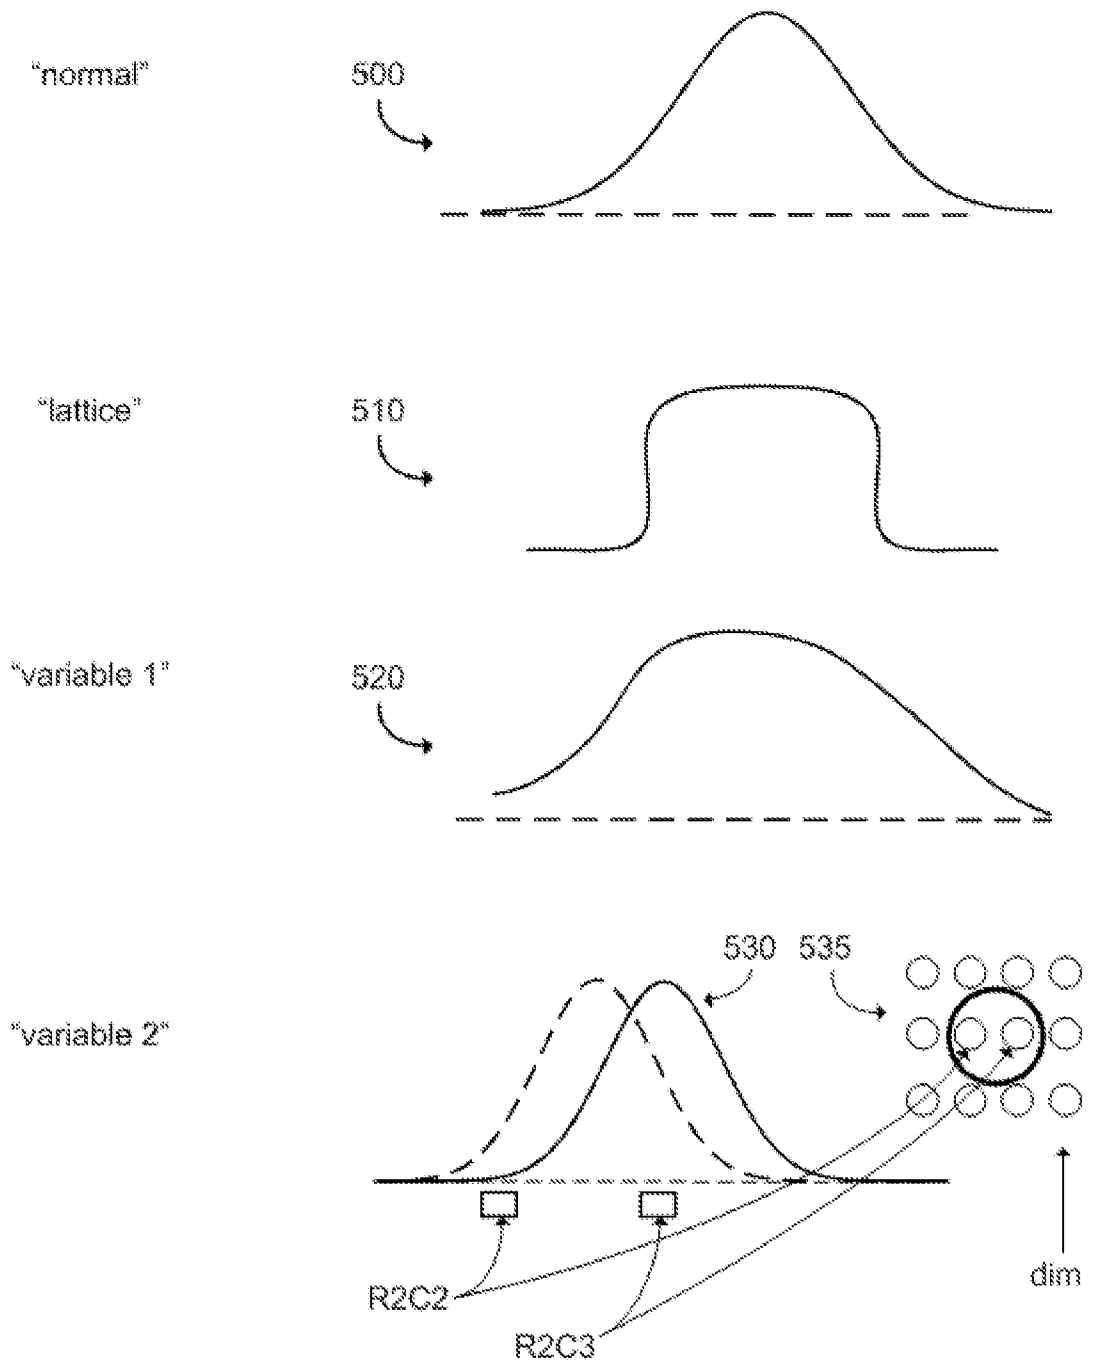 “normal”
500
“lattice”
510
“variable 1”
520
530
535
“variable 2”
dim
R2C2
R2C3